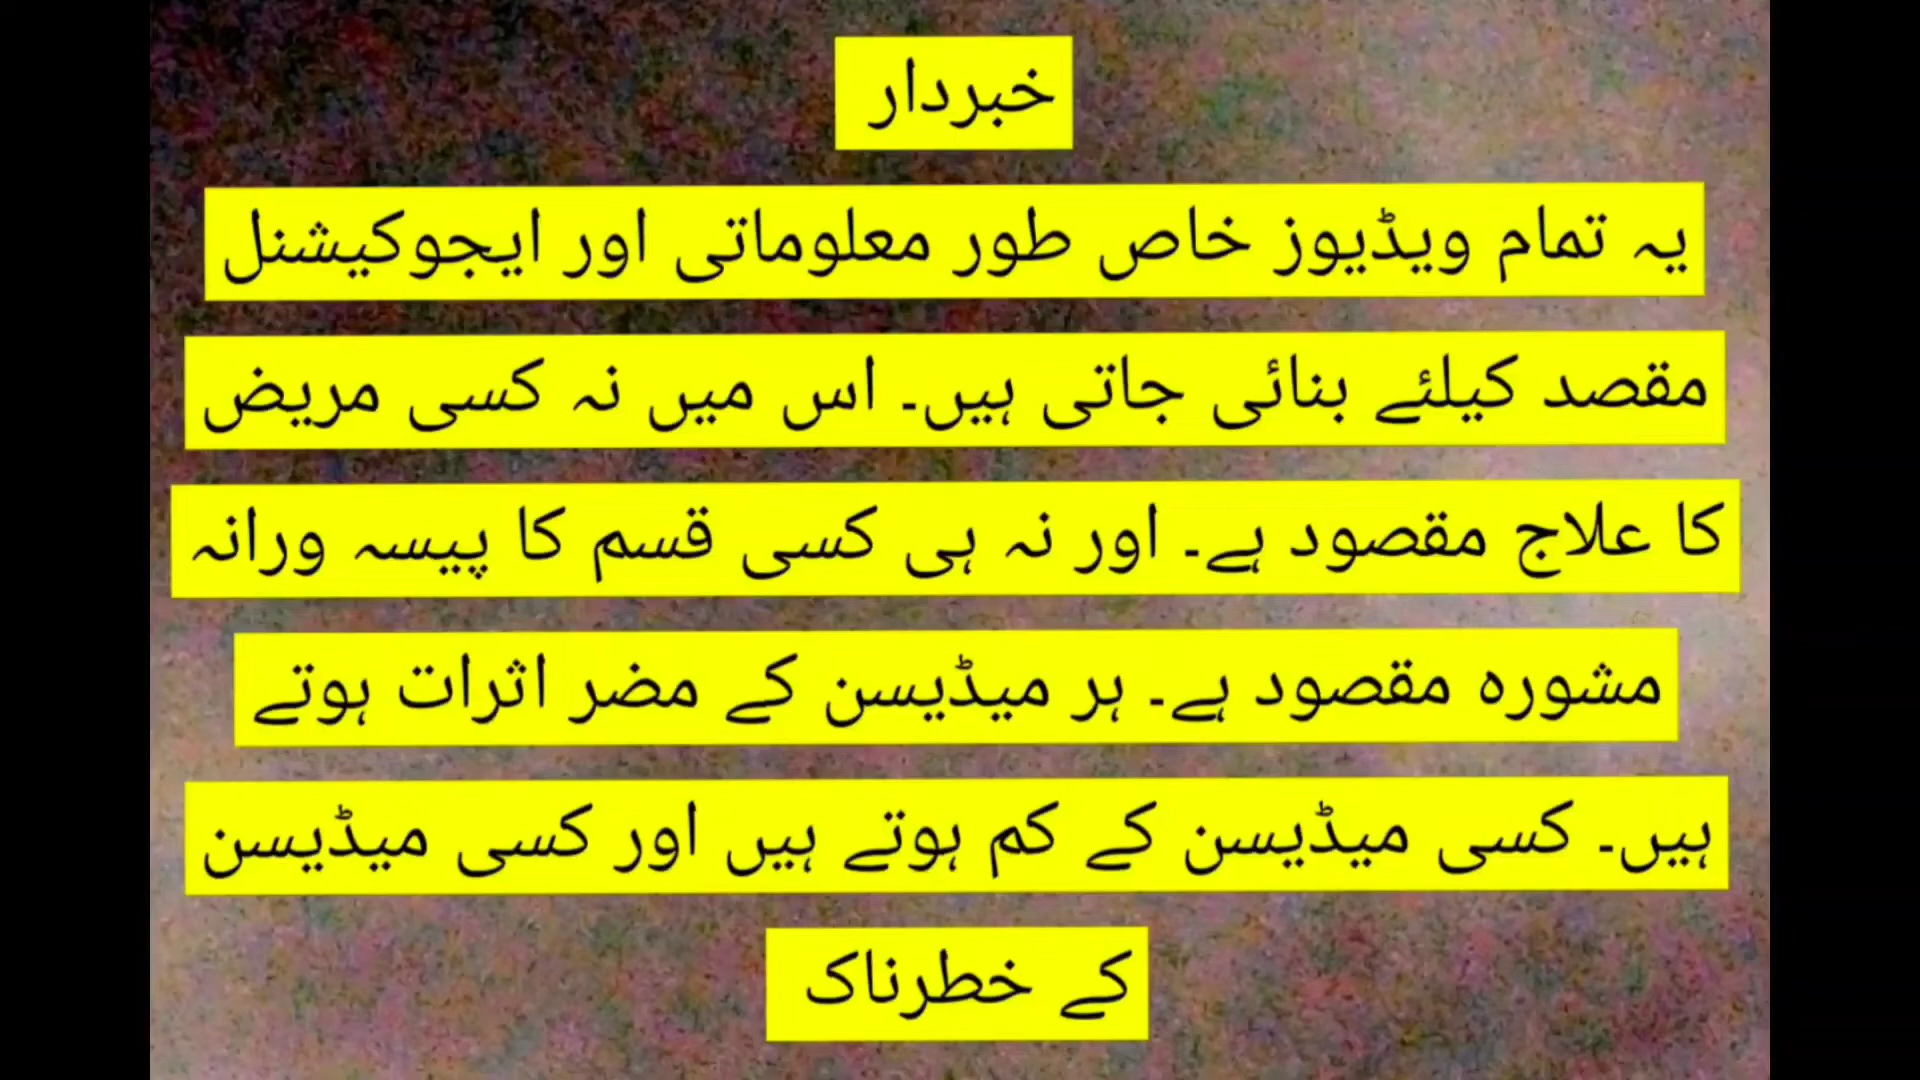 خبردار
یہ تمام ویڈیوز خاص طور معلوماتی اور ایجوکیشنل
مقصد کیلئے بنائی جاتی ہیں۔ اس میں نہ کسی مریض
کا علاج مقصود ہے۔ اور نہ ہی کسی قسم کا پیسہ ورانہ
مشورہ مقصود ہے۔ ہر میڈیسن کے مضر اثرات ہوتے
ہیں۔ کسی میڈیسن کے کم ہوتے ہیں اور کسی میڈیسن
کے خطرناک